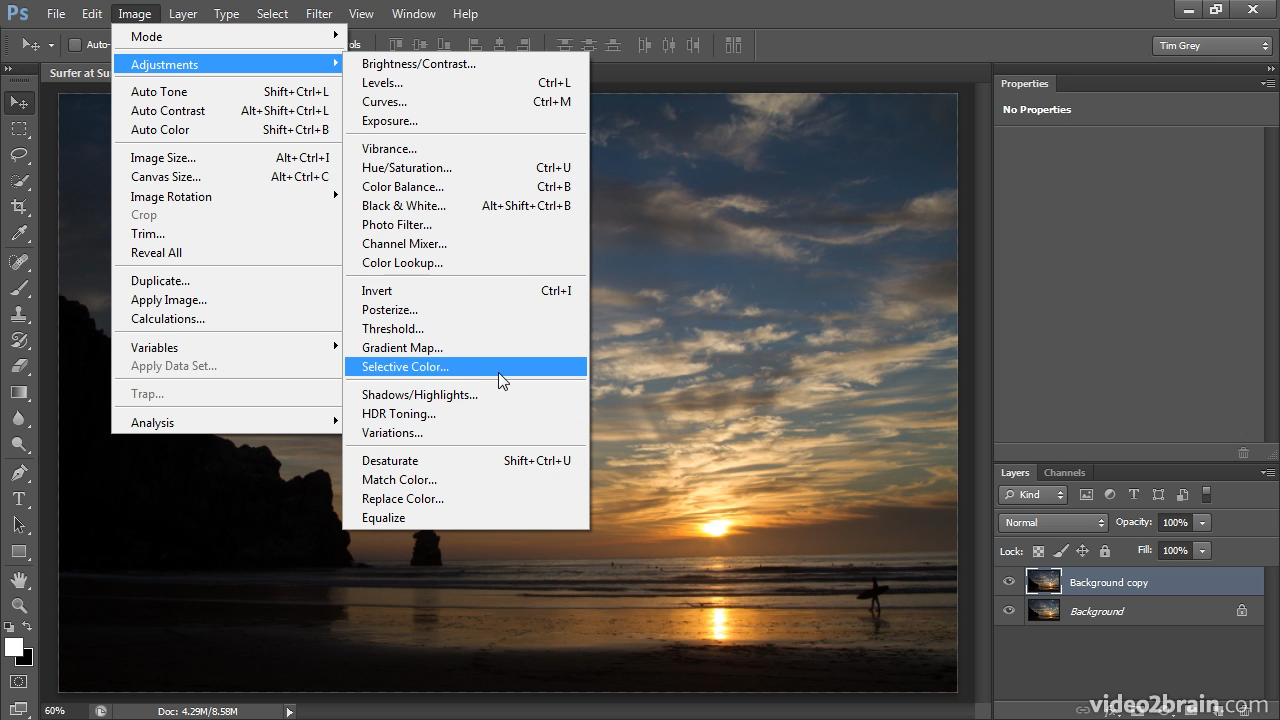 Ps File Edit Image Layer Type Select Filter View Window Help
Auto- ols Tim Grey
Surfer at Su
Mode
Adjustments
Auto Tone Shift+Ctrl+L
Auto Contrast Alt+Shift+Ctrl+L
Auto Color Shift+Ctrl+B
Image Size... Alt+Ctrl+I
Canvas Size... Alt+Ctrl+C
Image Rotation
Crop
Trim...
Reveal All
Duplicate...
Apply Image...
Calculations...
Variables
Apply Data Set...
Trap...
Analysis
Brightness/Contrast...
Levels... Ctrl+L
Curves... Ctrl+M
Exposure...
Vibrance...
Hue/Saturation... Ctrl+U
Color Balance... Ctrl+B
Black & White... Alt+Shift+Ctrl+B
Photo Filter...
Channel Mixer...
Color Lookup...
Invert Ctrl+I
Posterize...
Threshold...
Gradient Map...
Selective Color...
Shadows/Highlights...
HDR Toning...
Variations...
Desaturate Shift+Ctrl+U
Match Color...
Replace Color...
Equalize
Properties
No Properties
Layers Channels
Kind
Normal Opacity: 100%
Lock: Fill: 100%
Background copy
Background
60% Doc: 4.29M/8.58M
video2brain.com